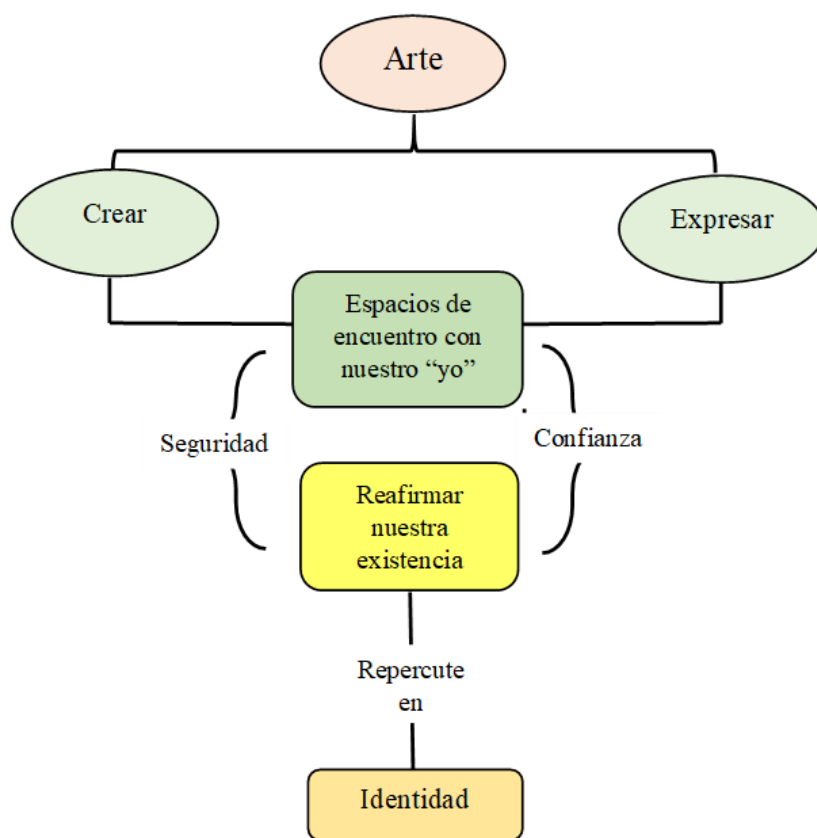 Arte
Crear
Expresar
Espacios de
encuentro con
nuestro “yo”
Seguridad
Confianza
Reafirmar
nuestra
existencia
Repercute
en
Identidad